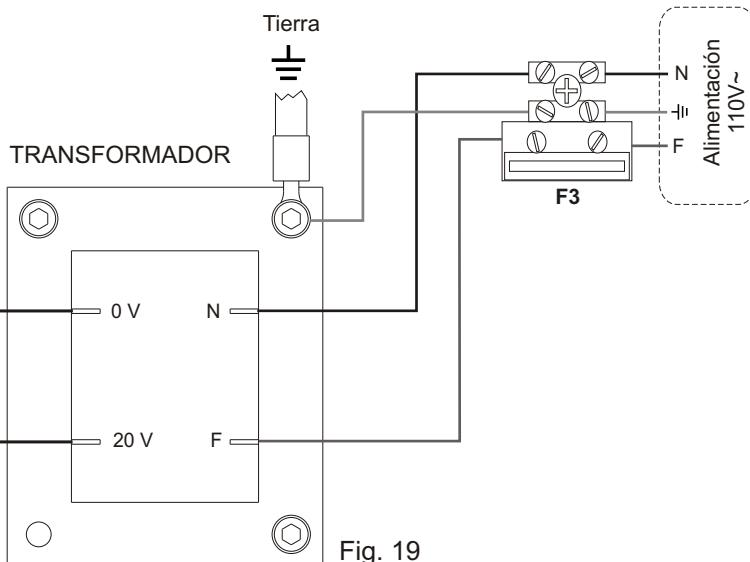 Tierra
TRANSFORMADOR
N
F
Alimentación
110V~
F3
0 V
N
20 V
F
Fig. 19